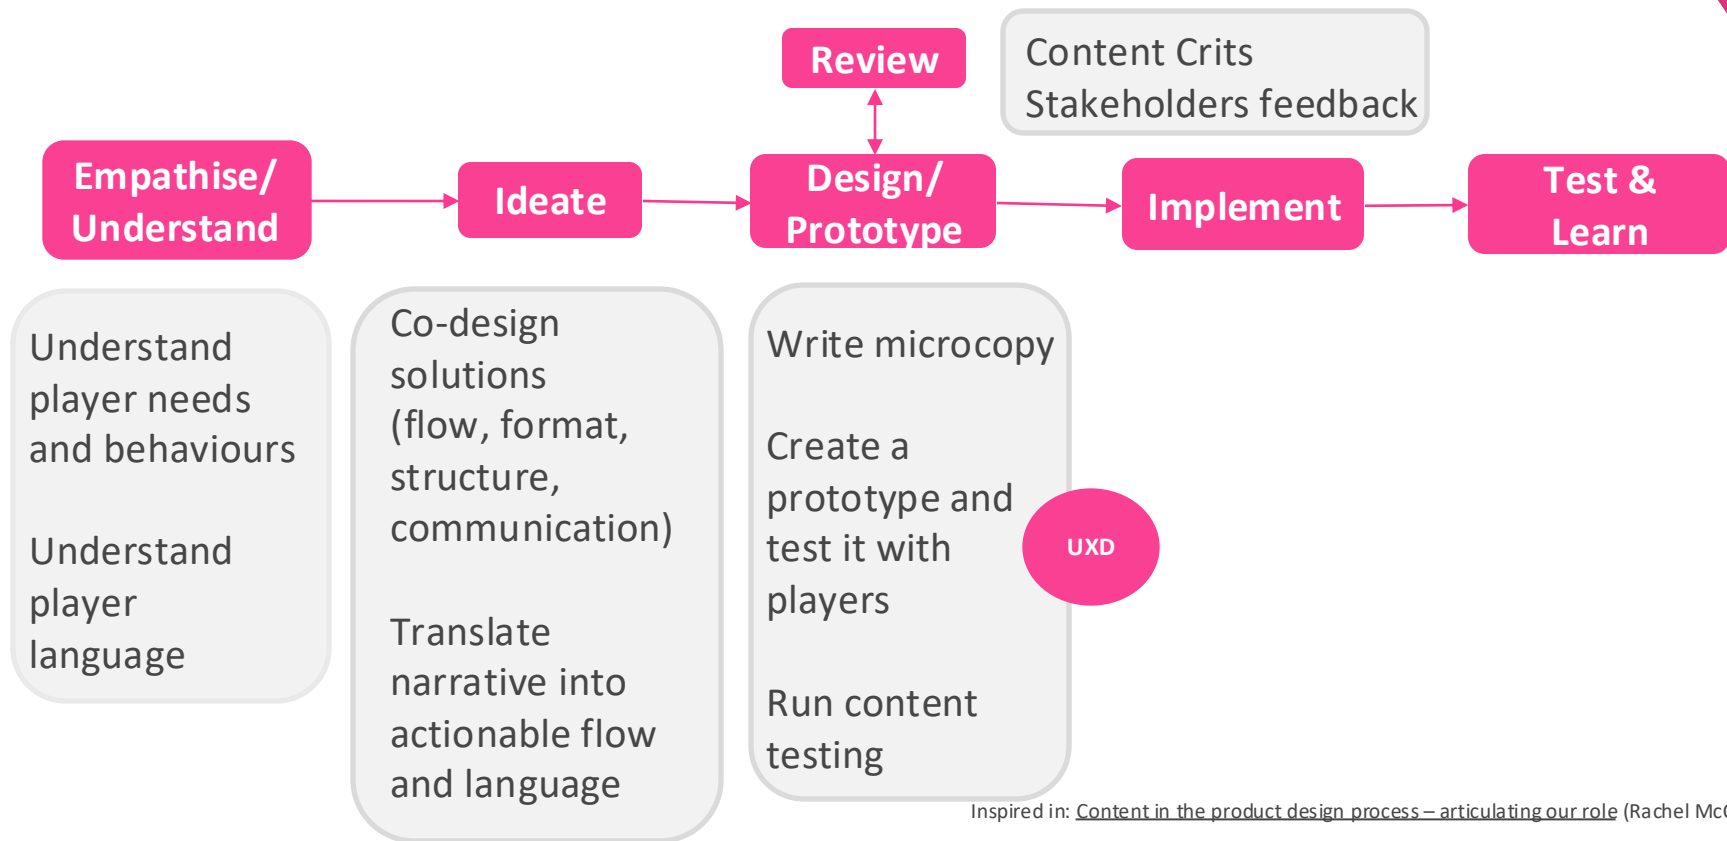 Review
Content Crits
Stakeholders feedback
Empathise/
Understand
Ideate
Design/
Prototype
Implement
Test &
Learn
Understand
player needs
and behaviours
Understand
player
language
Co-design
solutions
(flow, format,
structure,
communication)
Translate
narrative into
actionable flow
and language
Write microcopy
Create a
prototype and
test it with
players
Run content
testing
UXD
Inspired in: Content in the product design process – articulating our role (Rachel